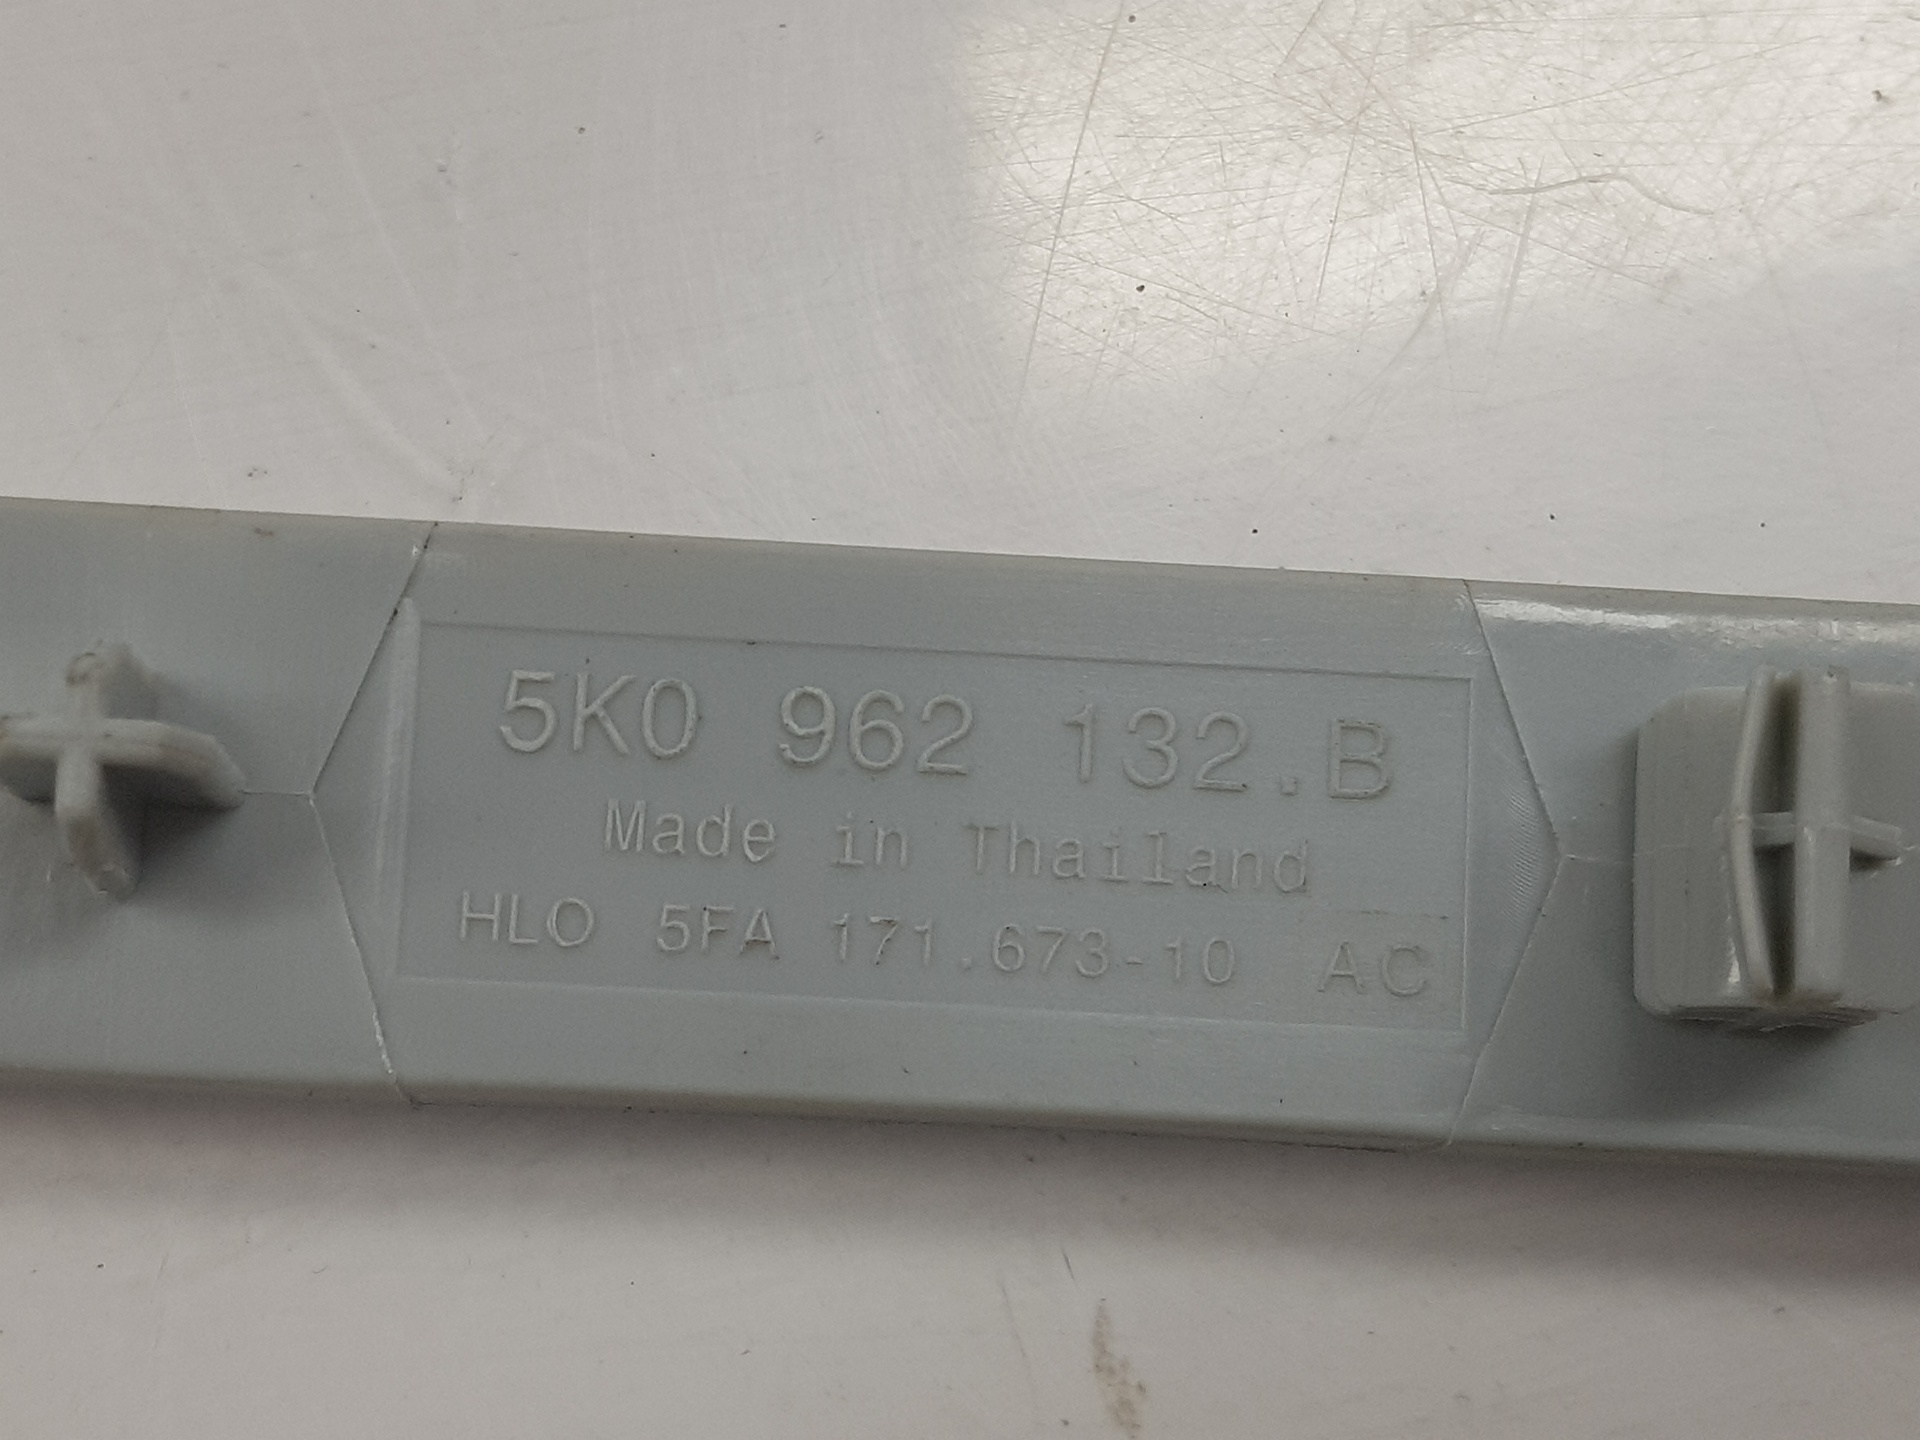 5K0 962 132.B
Made in Thailand
HLO 5FA 171.673-10 AC